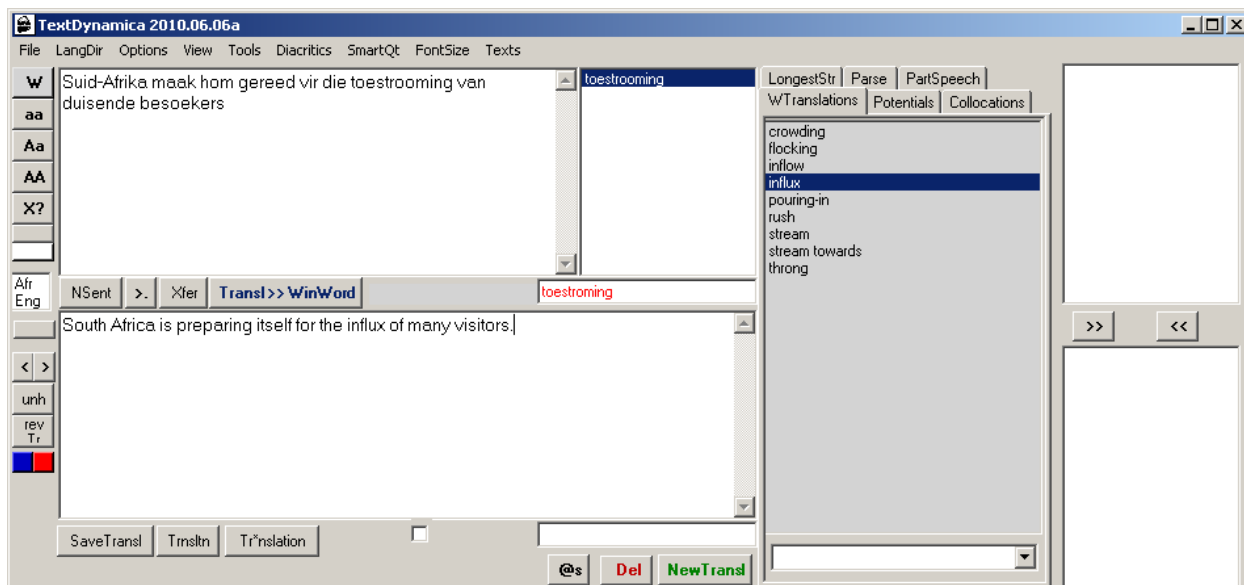 TextDynamica 2010.06.06a
File LangDir Options View Tools Diacritics SmartQt FontSize Texts
W
aa
Aa
AA
X?
Afr
Eng
Suid-Afrika maak hom gereed vir die toestrooming van
duisende besoekers
toestrooming
NSent >. Xfer Transl>>WinWord
toestroming
South Africa is preparing itself for the influx of many visitors.
< >
unh
rev
Tr
SaveTransl Trnsltn Tr*nslation
@s Del NewTransl
LongestStr Parse PartSpeech
WTranslations Potentials Collocations
crowding
flocking
inflow
influx
pouring-in
rush
stream
stream towards
throng
>> <<